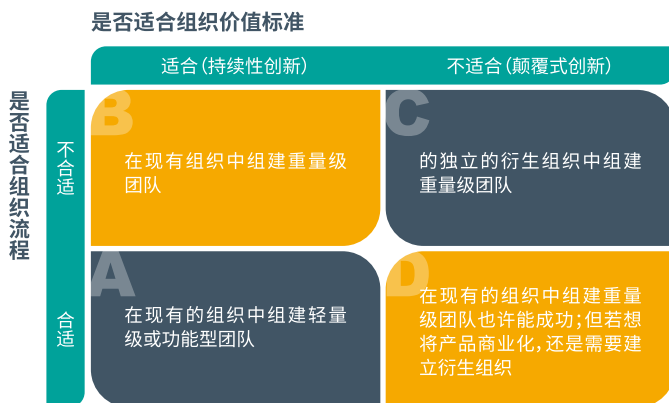 是否适合组织价值标准
适合(持续性创新)
不适合(颠覆式创新)
是否适合组织流程
不合适
B
在现有组织中组建重量级
团队
C
的独立的衍生组织中组建
重量级团队
合适
A
在现有的组织中组建轻量
级或功能型团队
D
在现有的组织中组建重量
级团队也许能成功;但若想
将产品商业化,还是需要建
立衍生组织